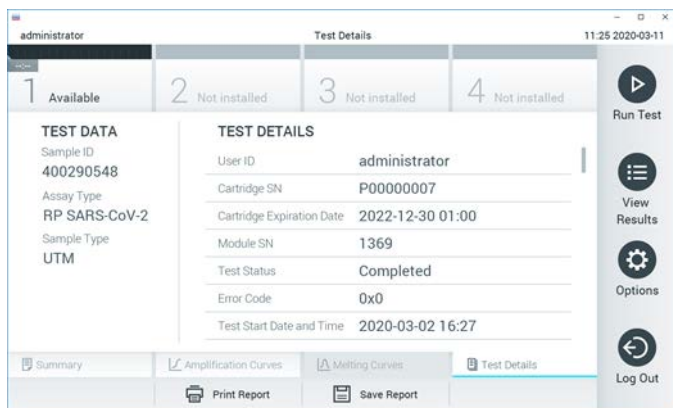 administrator Test Details 11:25 2020-03-11
1 Available
2 Not installed
3 Not installed
4 Not installed
TEST DATA
Sample ID
400290548
Assay Type
RP SARS-CoV-2
Sample Type
UTM
TEST DETAILS
User ID administrator
Cartridge SN P00000007
Cartridge Expiration Date 2022-12-30 01:00
Module SN 1369
Test Status Completed
Error Code 0x0
Test Start Date and Time 2020-03-02 16:27
Summary
Amplification Curves
Melting Curves
Test Details
Print Report
Save Report
Run Test
View
Results
Options
Log Out